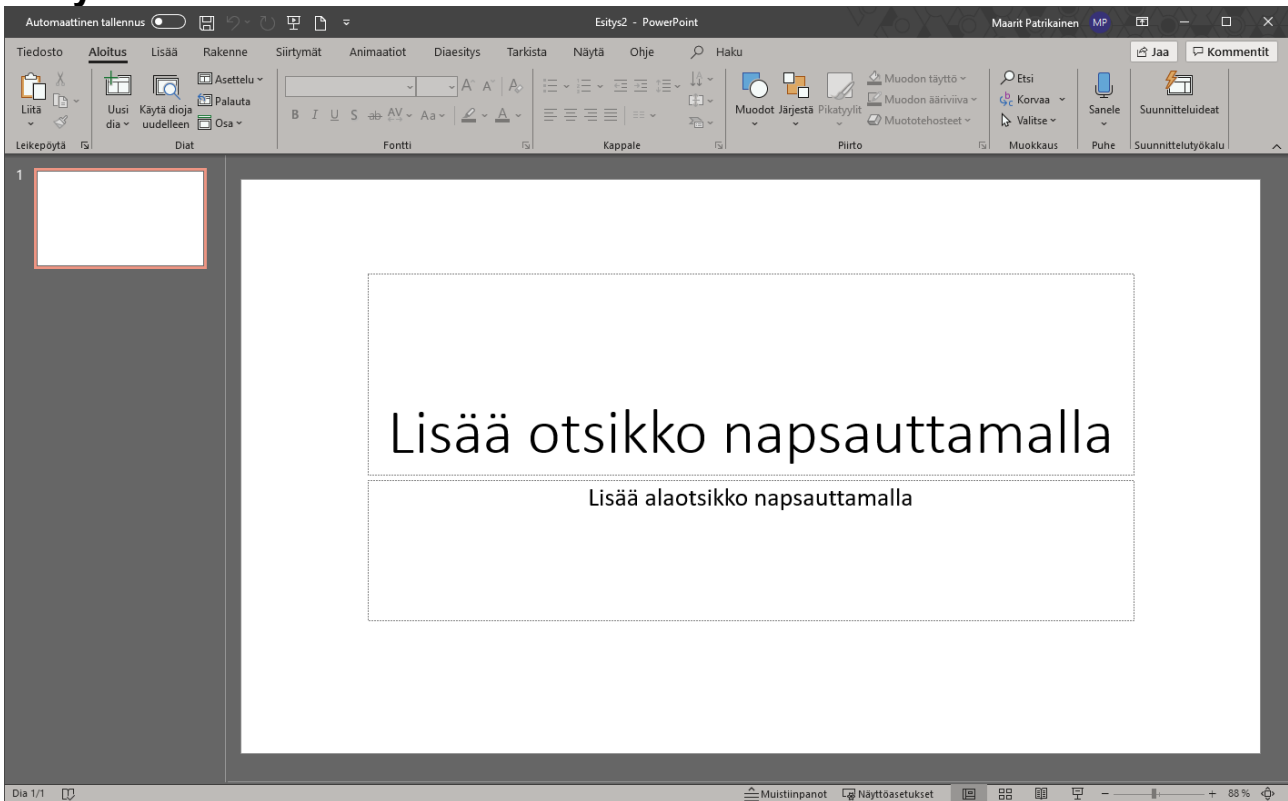 Automaattinen tallennus
Esitys2 - PowerPoint
Maarit Patrikainen MP
Tiedosto Aloitus Lisää Rakenne Siirtymät Animaatiot Diaesitys Tarkista Näytä Ohje Haku Jaa Kommentit
Liitä
Uusi dia
Käytä dioja uudelleen
Asettelu
Palauta
Osa
B I U S ab AV Aa A
Muodot Järjestä Pikatyylit
Muodon täyttö
Muodon ääriviiva
Muototehosteet
Etsi
Korvaa
Valitse
Sanele
Suunnitteluideat
Leikepöytä Diat Fontti Kappale Piirto Muokkaus Puhe Suunnittelutyökalu
1
Lisää otsikko napsauttamalla
Lisää alaotsikko napsauttamalla
Dia 1/1 Muistiinpanot Näyttöasetukset 88 %